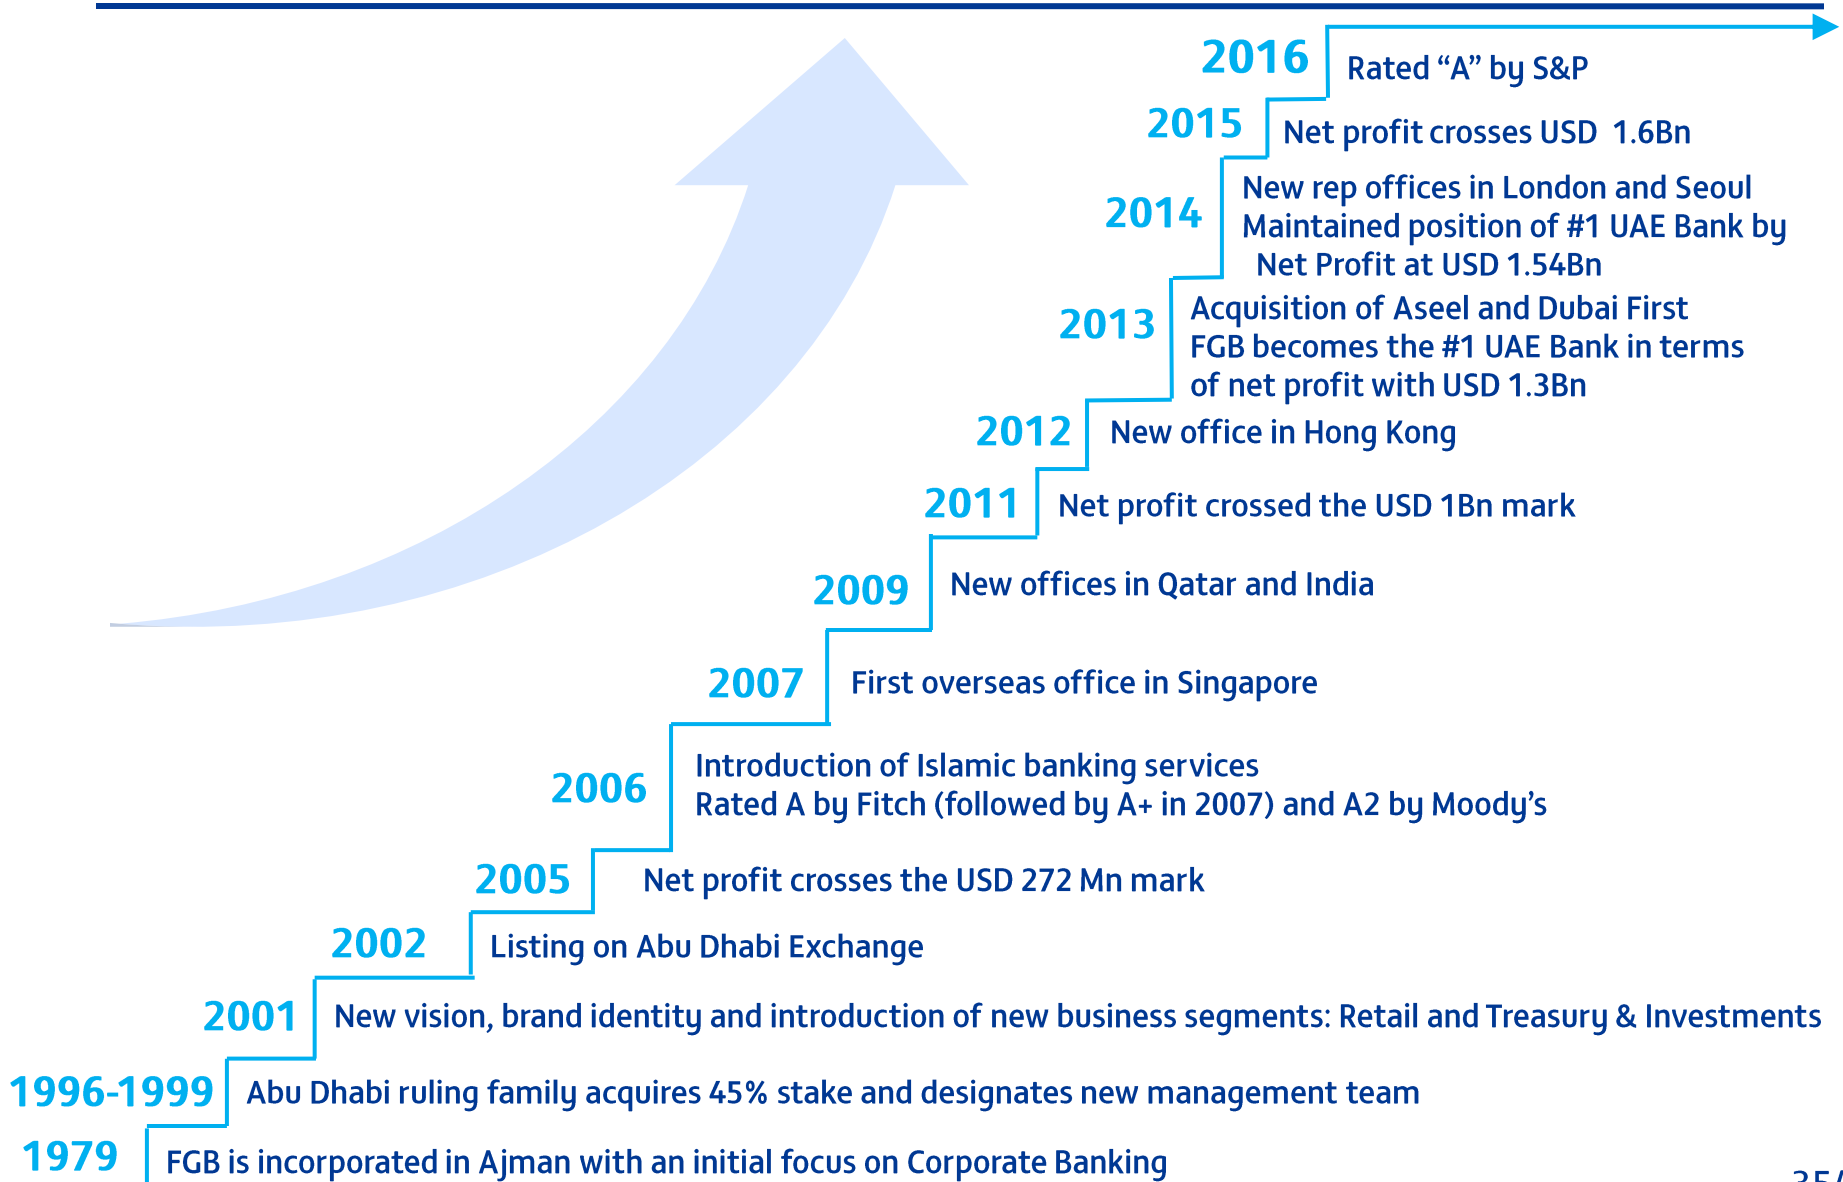 2016
Rated “A” by S&P
2015
Net profit crosses USD 1.6Bn
2014
New rep offices in London and Seoul
Maintained position of #1 UAE Bank by
Net Profit at USD 1.54Bn
2013
Acquisition of Aseel and Dubai First
FGB becomes the #1 UAE Bank in terms
of net profit with USD 1.3Bn
2012
New office in Hong Kong
2011
Net profit crossed the USD 1Bn mark
2009
New offices in Qatar and India
2007
First overseas office in Singapore
2006
Introduction of Islamic banking services
Rated A by Fitch (followed by A+ in 2007) and A2 by Moody’s
2005
Net profit crosses the USD 272 Mn mark
2002
Listing on Abu Dhabi Exchange
2001
New vision, brand identity and introduction of new business segments: Retail and Treasury & Investments
1996-1999
Abu Dhabi ruling family acquires 45% stake and designates new management team
1979
FGB is incorporated in Ajman with an initial focus on Corporate Banking